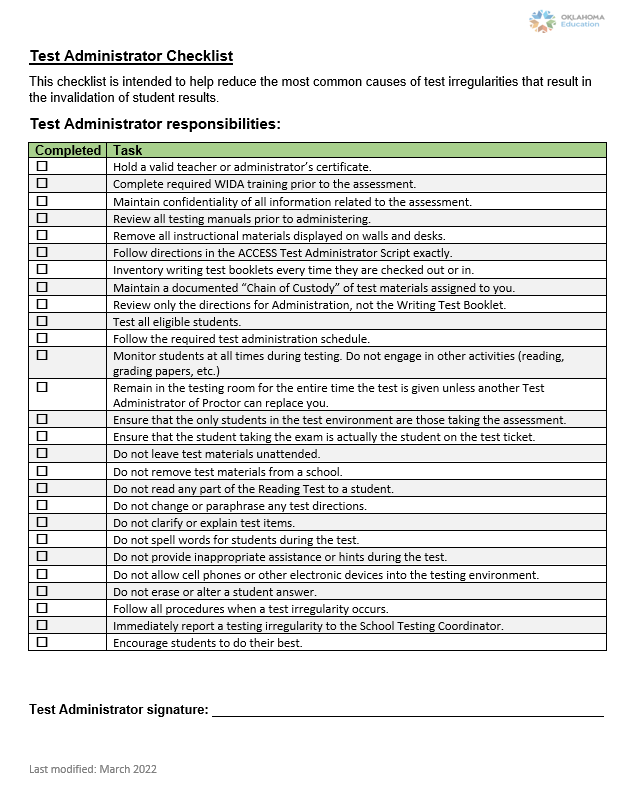 OKLAHOMA
Education
Test Administrator Checklist
This checklist is intended to help reduce the most common causes of test irregularities that result in
the invalidation of student results.
Test Administrator responsibilities:
Completed Task
☐ Hold a valid teacher or administrator's certificate.
☐ Complete required WIDA training prior to the assessment.
☐ Maintain confidentiality of all information related to the assessment.
☐ Review all testing manuals prior to administering.
☐ Remove all instructional materials displayed on walls and desks.
☐ Follow directions in the ACCESS Test Administrator Script exactly.
☐ Inventory writing test booklets every time they are checked out or in.
☐ Maintain a documented “Chain of Custody” of test materials assigned to you.
☐ Review only the directions for Administration, not the Writing Test Booklet.
☐ Test all eligible students.
☐ Follow the required test administration schedule.
☐ Monitor students at all times during testing. Do not engage in other activities (reading,
grading papers, etc.)
☐ Remain in the testing room for the entire time the test is given unless another Test
Administrator of Proctor can replace you.
☐ Ensure that the only students in the test environment are those taking the assessment.
☐ Ensure that the student taking the exam is actually the student on the test ticket.
☐ Do not leave test materials unattended.
☐ Do not remove test materials from a school.
☐ Do not read any part of the Reading Test to a student.
☐ Do not change or paraphrase any test directions.
☐ Do not clarify or explain test items.
☐ Do not spell words for students during the test.
☐ Do not provide inappropriate assistance or hints during the test.
☐ Do not allow cell phones or other electronic devices into the testing environment.
☐ Do not erase or alter a student answer.
☐ Follow all procedures when a test irregularity occurs.
☐ Immediately report a testing irregularity to the School Testing Coordinator.
☐ Encourage students to do their best.
Test Administrator signature:
Last modified: March 2022